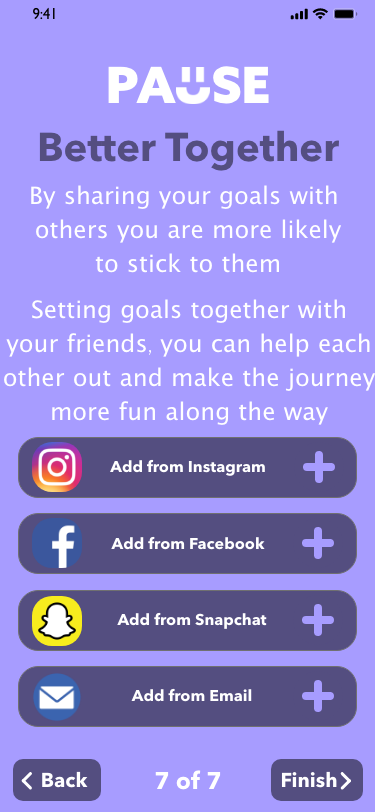 9:41
PAUSE
Better Together
By sharing your goals with
others you are more likely
to stick to them
Setting goals together with
your friends, you can help each
other out and make the journey
more fun along the way
Add from Instagram
Add from Facebook
Add from Snapchat
Add from Email
Back
7 of 7
Finish